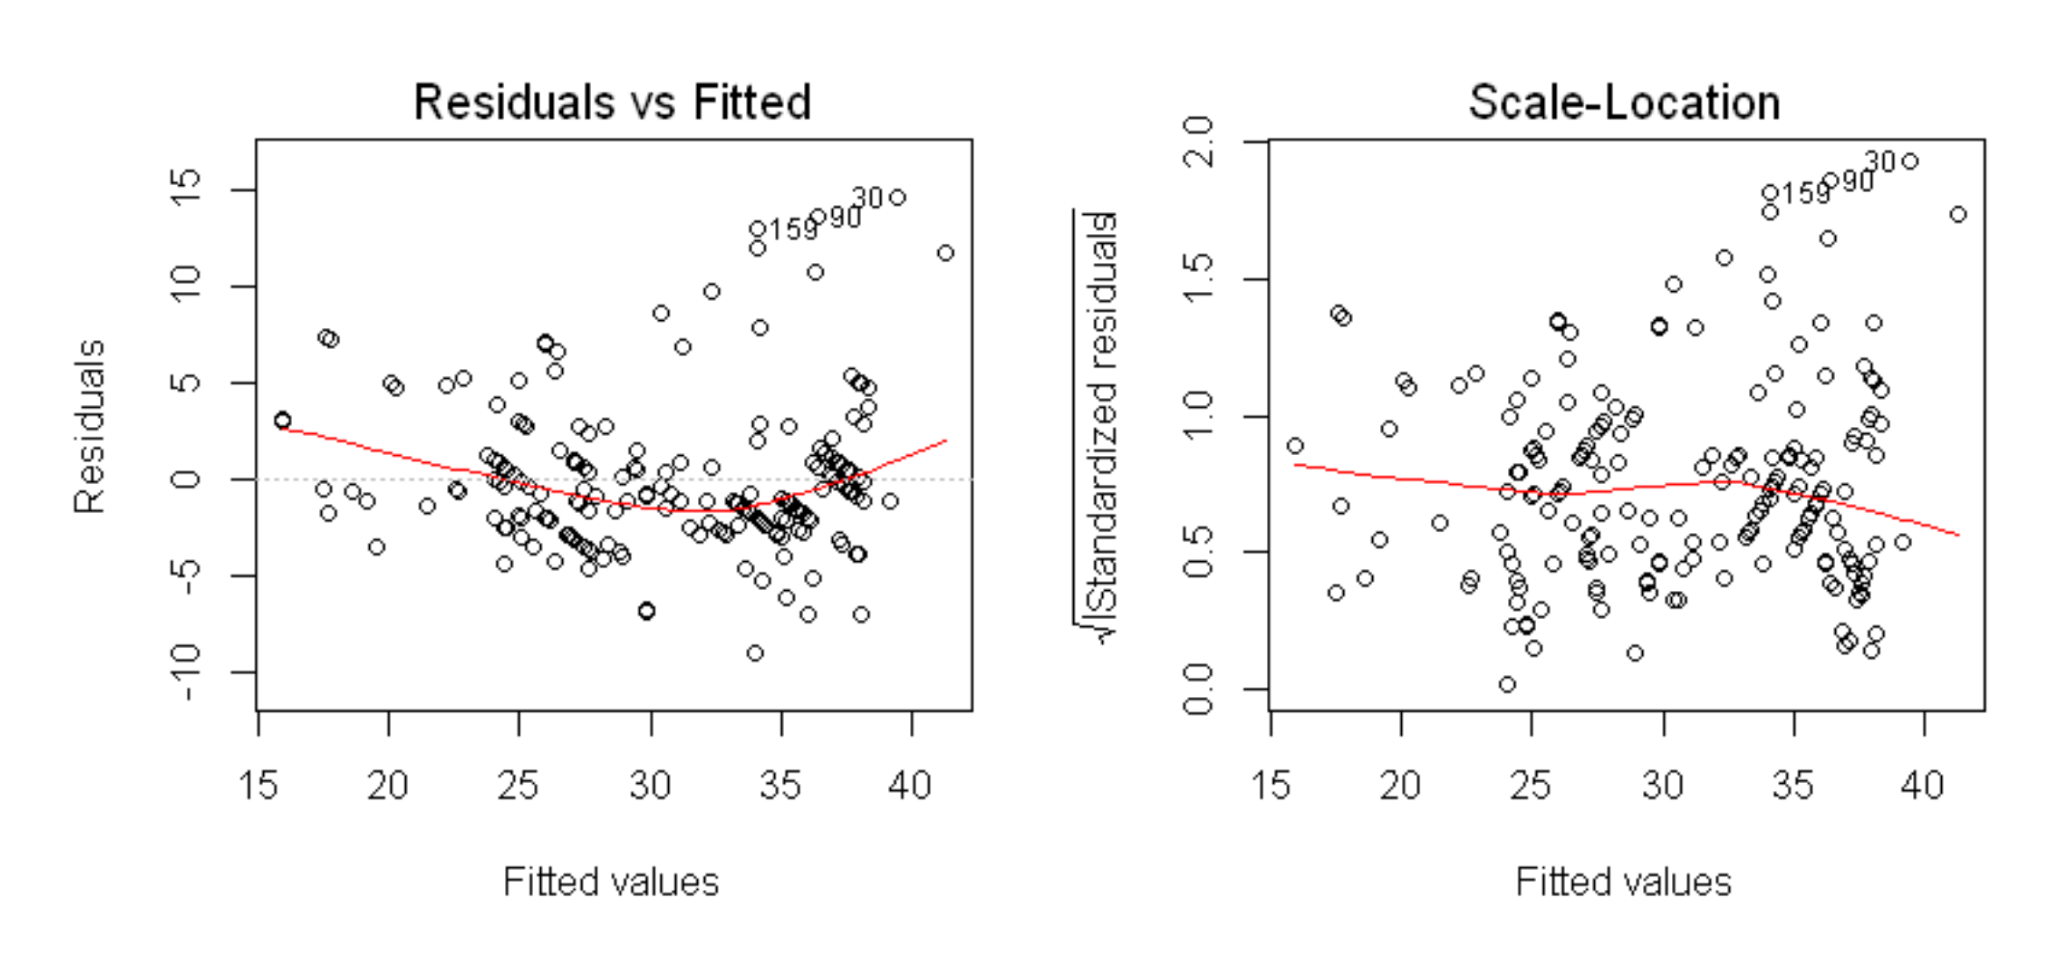 Residuals vs Fitted
Residuals
15
10
5
0
-5
-10
30
90
159
15 20 25 30 35 40
Fitted values
Scale-Location
√|Standardized residuals|
2.0
1.5
1.0
0.5
0.0
30
90
159
15 20 25 30 35 40
Fitted values